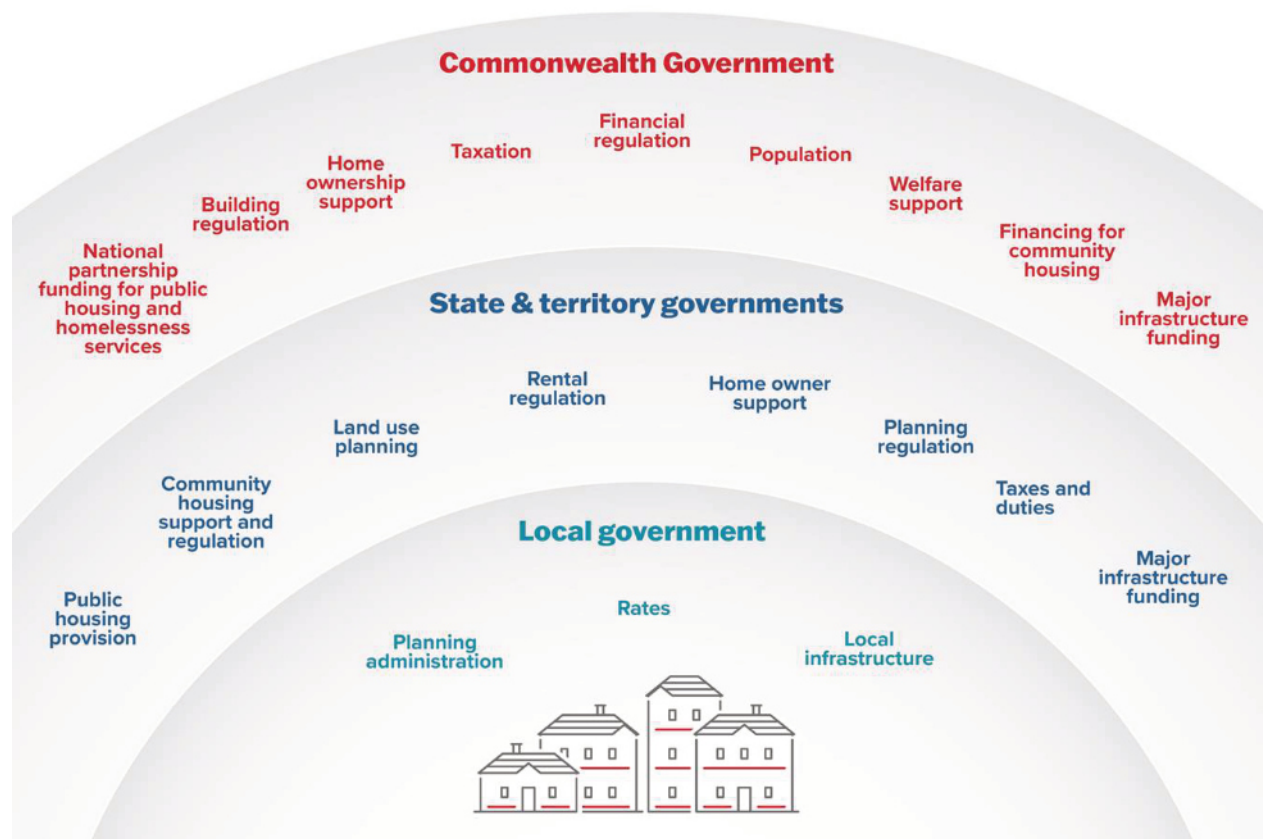 Commonwealth Government
National
partnership
funding for public
housing and
homelessness
services
Building
regulation
Home
ownership
support
Taxation
Financial
regulation
Population
Welfare
support
Financing for
community
housing
Major
infrastructure
funding
State & territory governments
Public
housing
provision
Community
housing
support and
regulation
Land use
planning
Rental
regulation
Home owner
support
Planning
regulation
Taxes and
duties
Major
infrastructure
funding
Local government
Planning
administration
Rates
Local
infrastructure